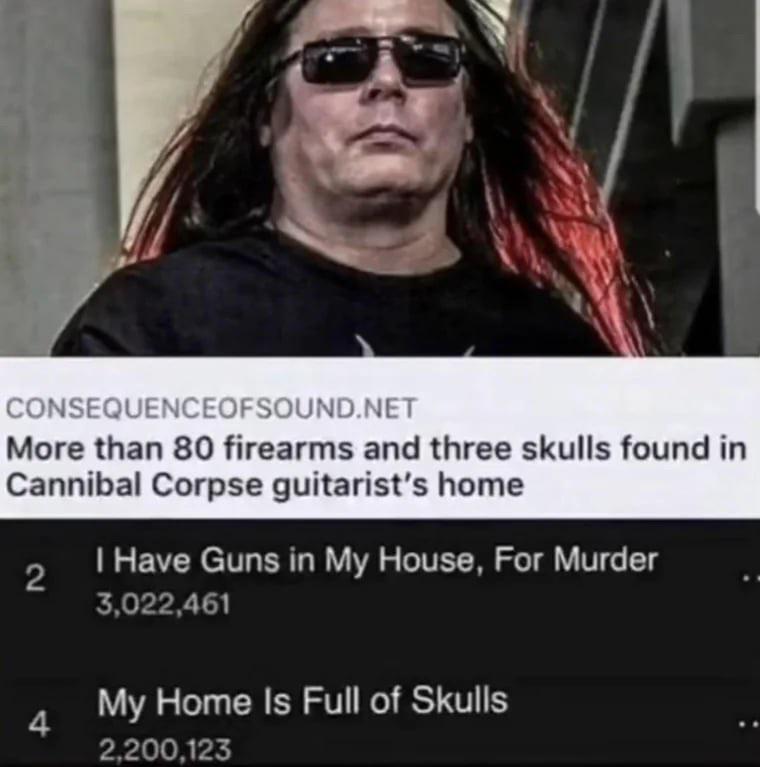 CONSEQUENCEOFSOUND.NET
More than 80 firearms and three skulls found in
Cannibal Corpse guitarist's home
2 I Have Guns in My House, For Murder
3,022,461
4 My Home Is Full of Skulls
2,200,123